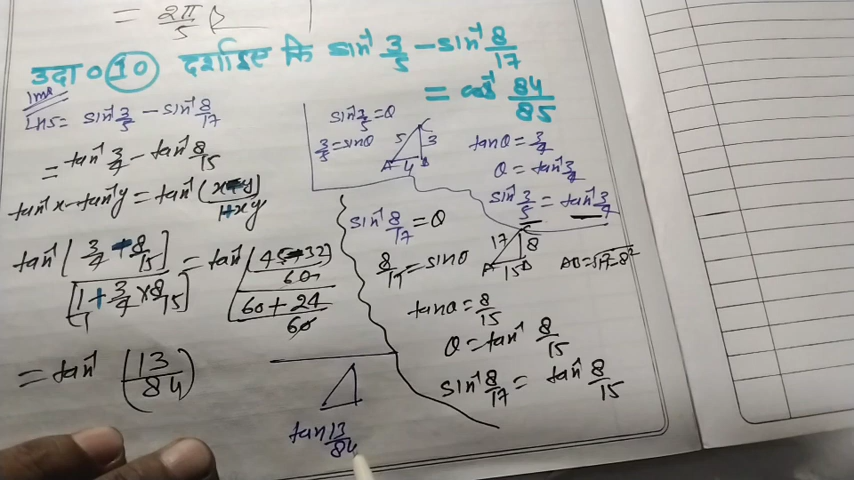 = 2π/5
उदा० 10 दर्शाइए कि sin⁻¹ 3/5 - sin⁻¹ 8/17
= cos⁻¹ 84/85
Imp
LHS = sin⁻¹ 3/5 - sin⁻¹ 8/17
= tan⁻¹ 3/4 - tan⁻¹ 8/15
tan⁻¹x - tan⁻¹y = tan⁻¹ (x-y / 1+xy)
tan⁻¹ [3/4 - 8/15 / 1 + 3/4 × 8/15] = tan⁻¹ (45-32/60 / 60+24/60)
= tan⁻¹ (13/84)
sin⁻¹ 3/5 = θ
3/5 = sinθ
5 C 3 A 4 B
tanθ = 3/4
θ = tan⁻¹ 3/4
sin⁻¹ 3/5 = tan⁻¹ 3/4
sin⁻¹ 8/17 = θ
8/17 = sinθ
17 C 8 A 15 B
AB = √17²-8²
tanθ = 8/15
θ = tan⁻¹ 8/15
sin⁻¹ 8/17 = tan⁻¹ 8/15
tan 13/84